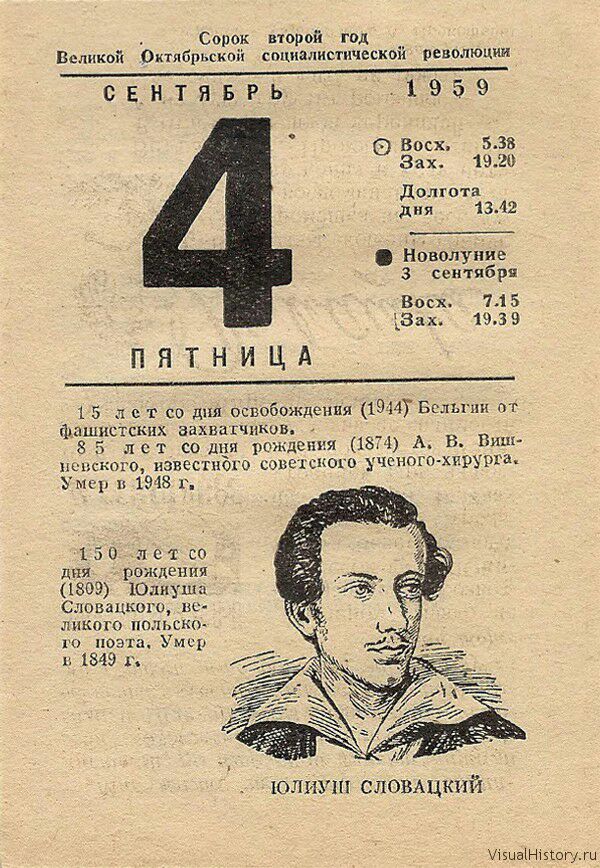 Сорок второй год
Великой Октябрьской социалистической революции
СЕНТЯБРЬ 1959
4
Восх. 5.38
Зах. 19.20
Долгота
дня 13.42
Новолуние
3 сентября
Восх. 7.15
Зах. 19.39
ПЯТНИЦА
15 лет со дня освобождения (1944) Бельгии от
фашистских захватчиков.
85 лет со дня рождения (1874) А. В. Виш-
невского, известного советского ученого-хирурга.
Умер в 1948 г.
150 лет со
дня рождения
(1809) Юлиуша
Словацкого, ве-
ликого польско-
го поэта. Умер
в 1849 г.
ЮЛИУШ СЛОВАЦКИЙ
VisualHistory.ru